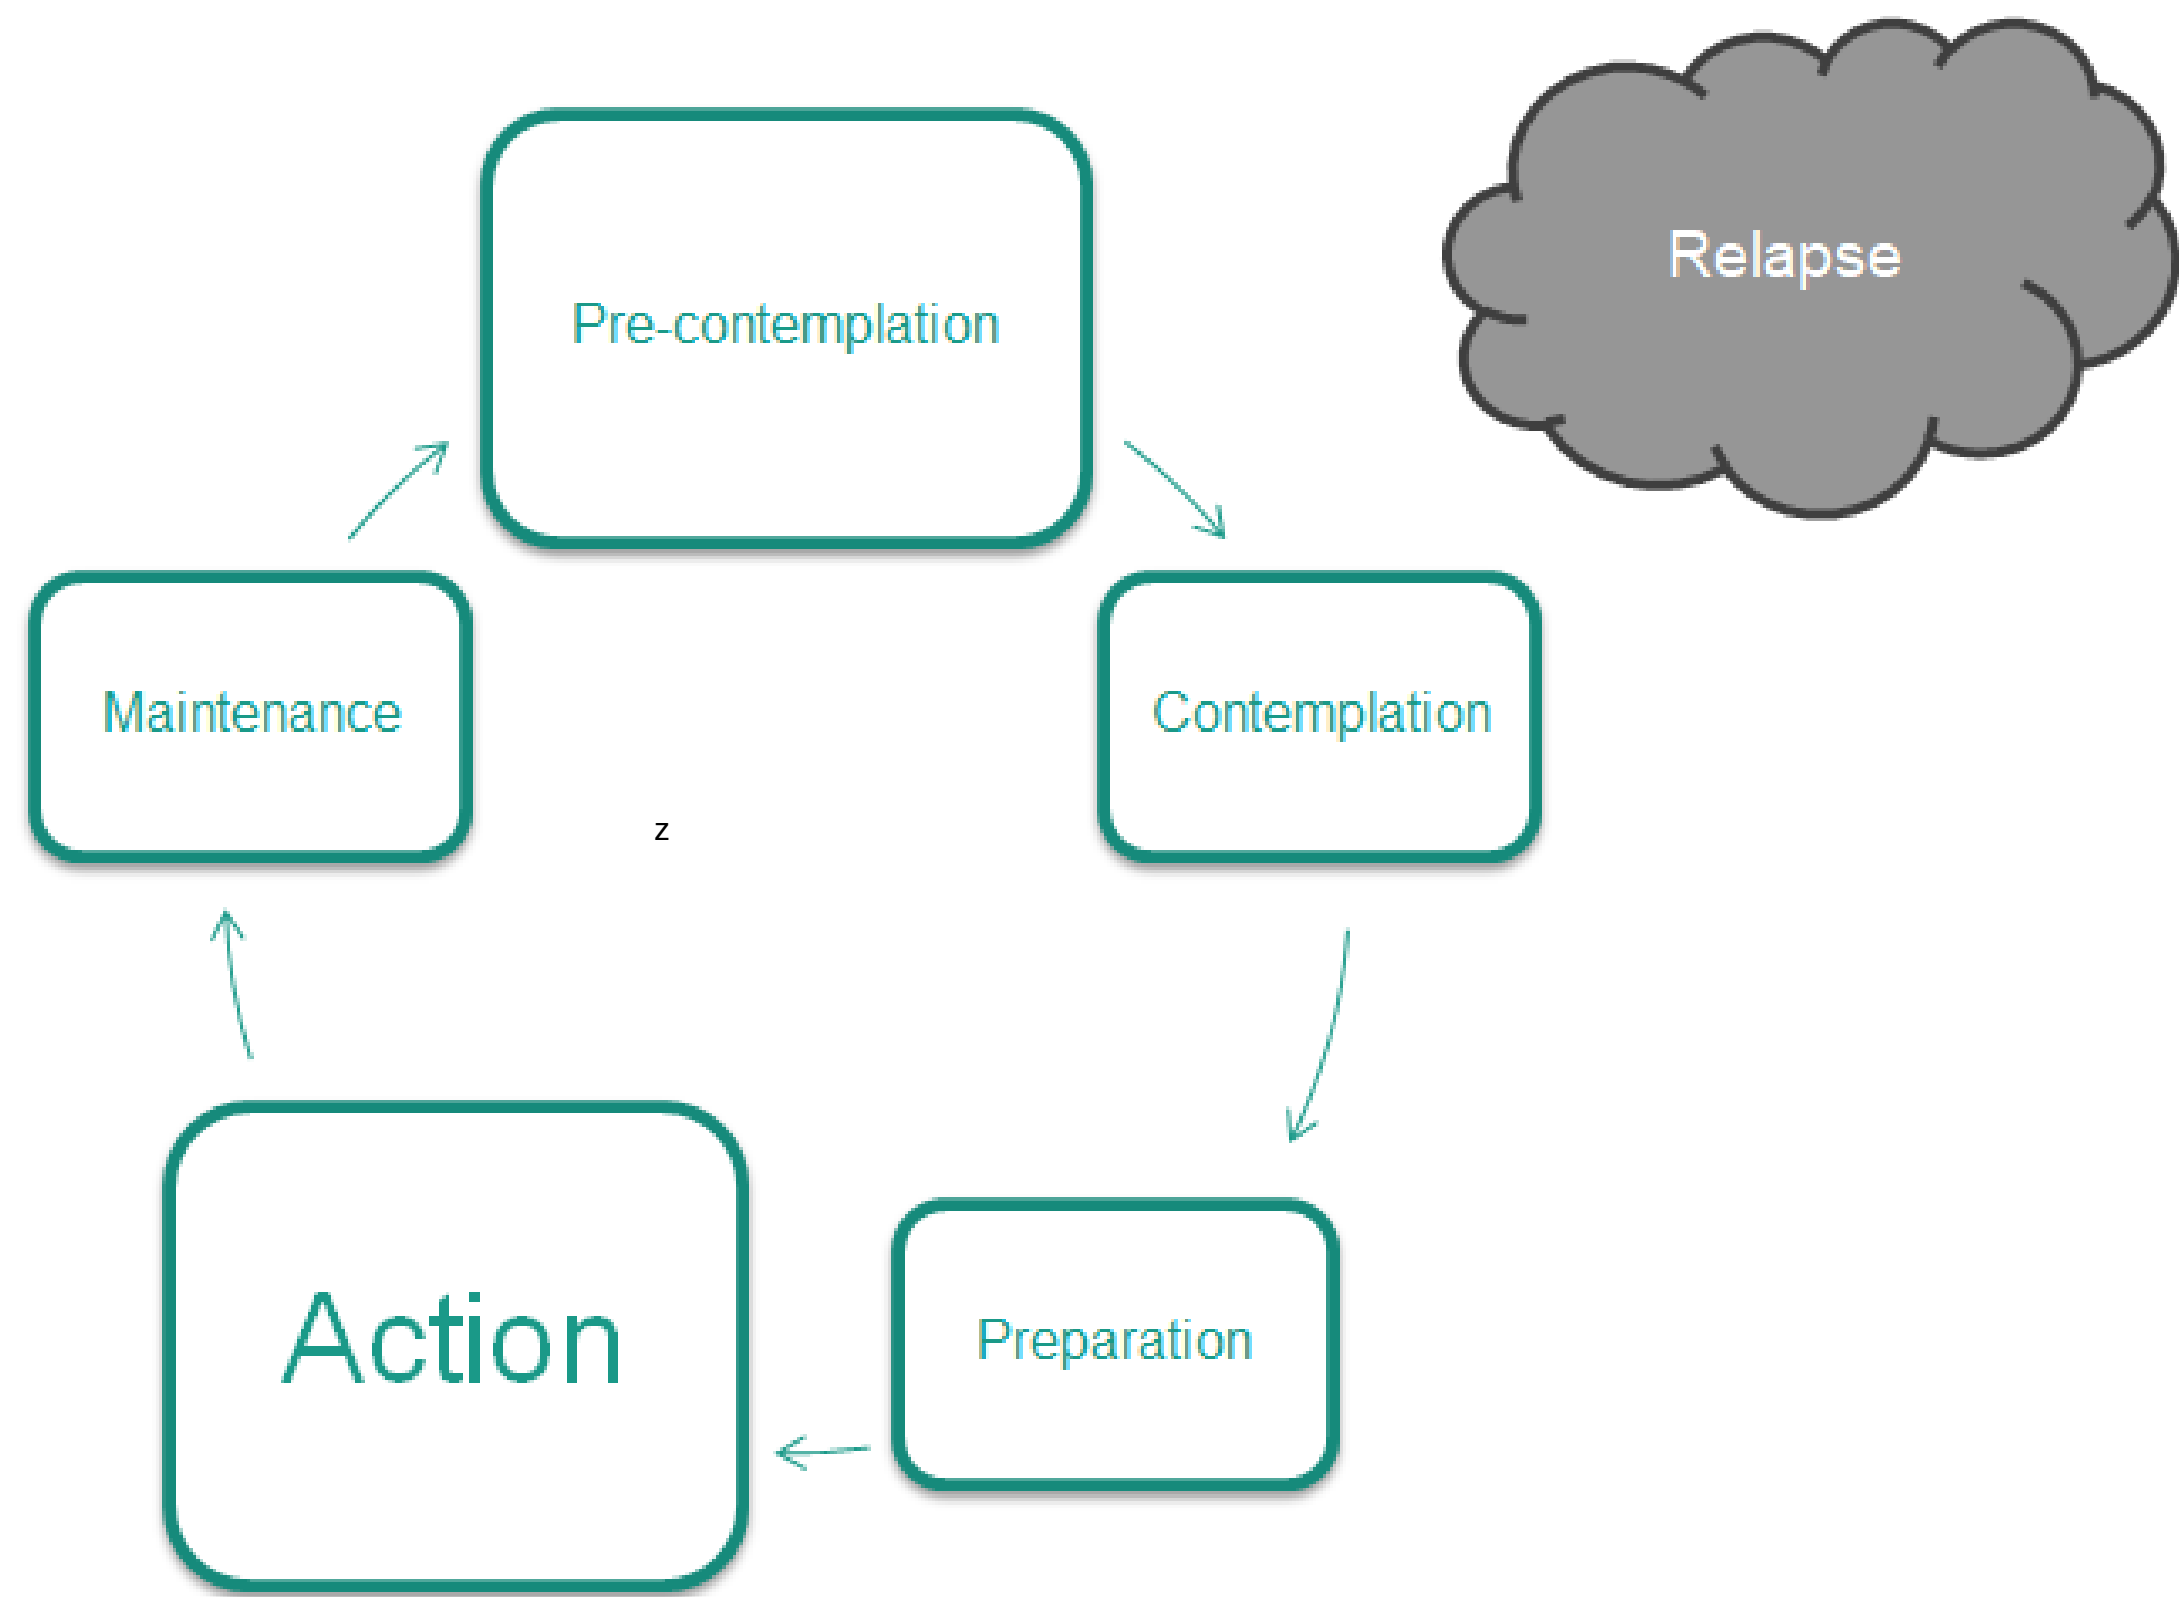 Relapse
Pre-contemplation
Maintenance
Contemplation
z
Action
Preparation